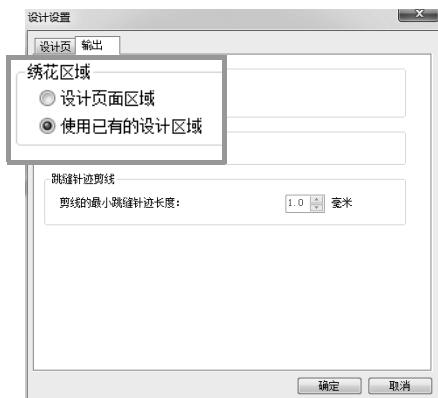 设计设置
设计页 输出
绣花区域
设计页面区域
使用已有的设计区域
跳缝针迹剪线
剪线的最小跳缝针迹长度: 1.0 毫米
确定 取消